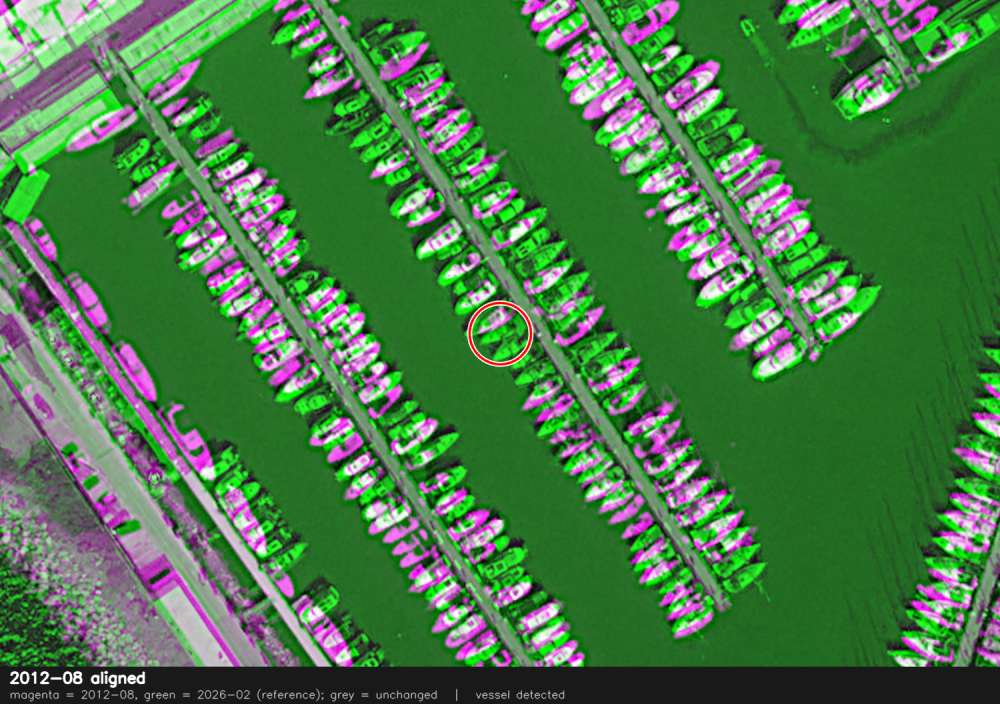 2012-08 aligned
magenta = 2012-08, green = 2026-02 (reference); grey = unchanged | vessel detected